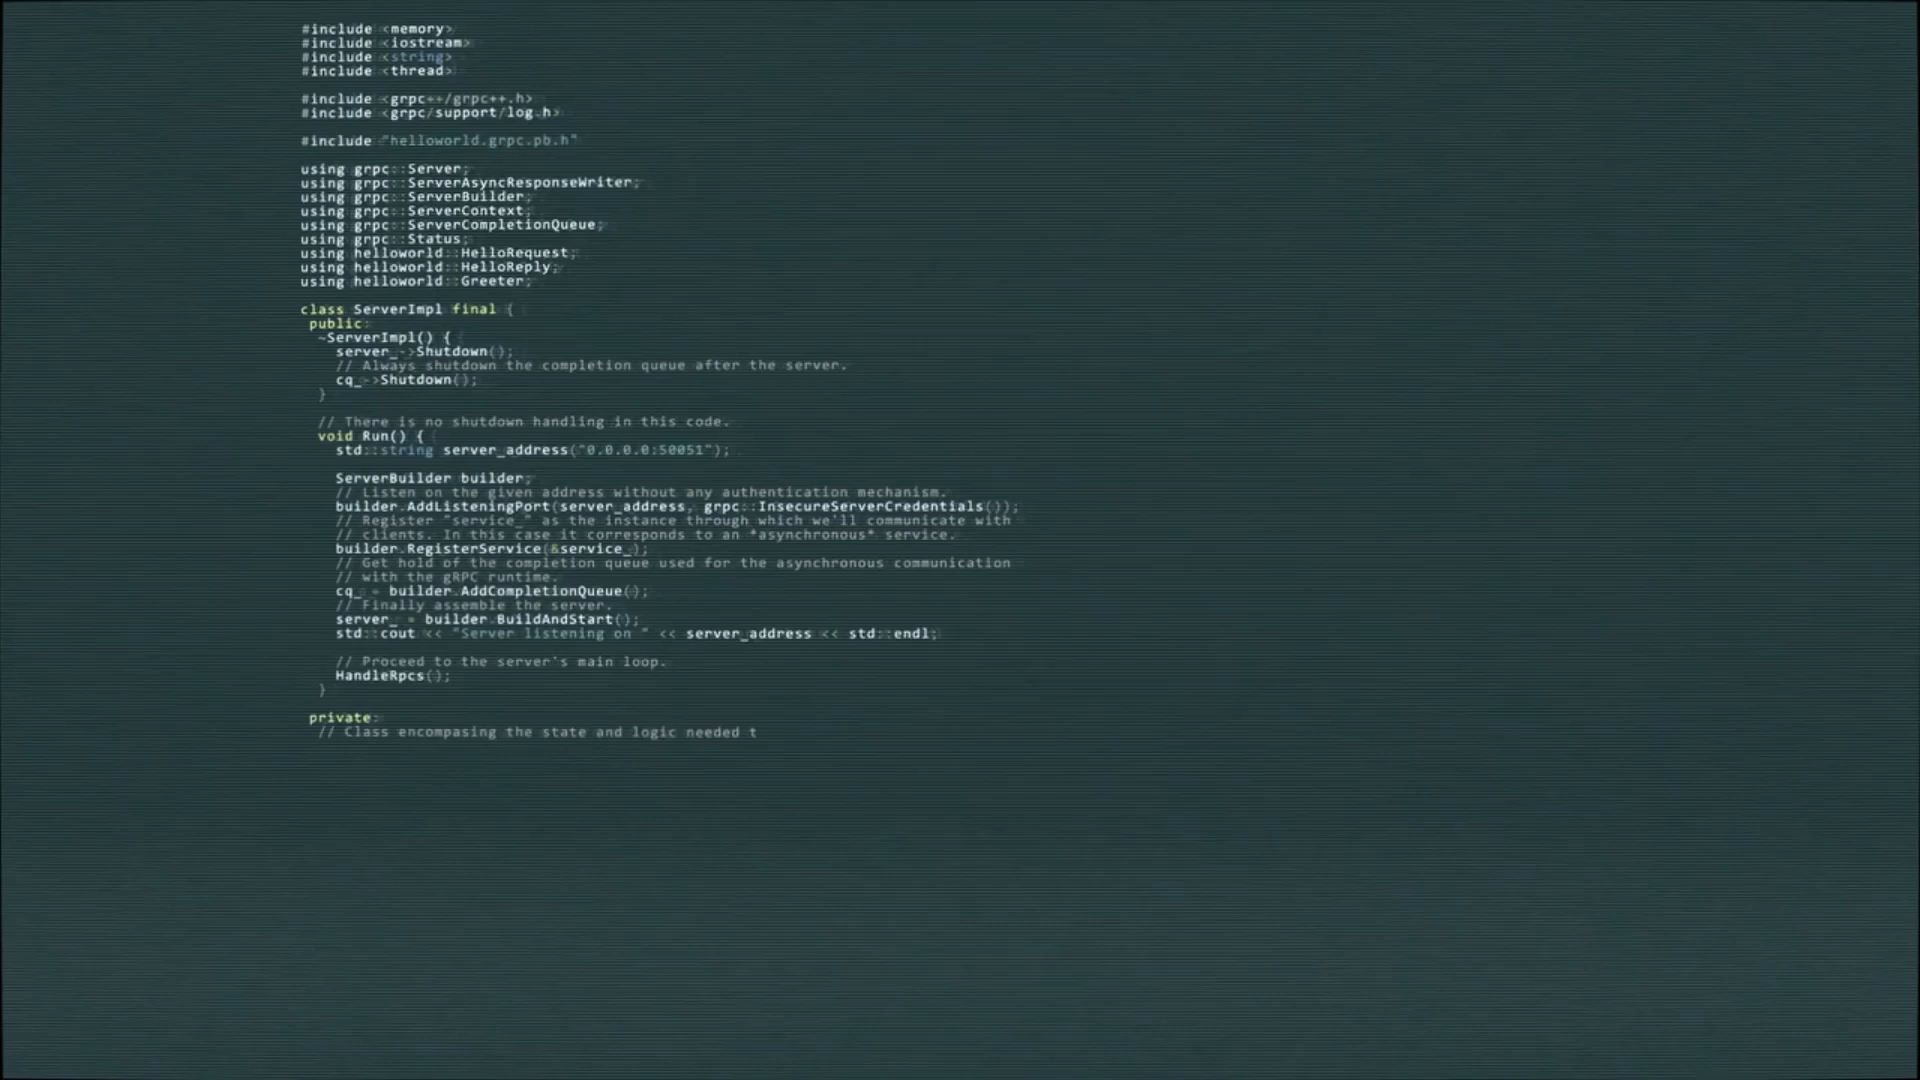 #include <memory>
#include <iostream>
#include <string>
#include <thread>
#include <grpc++/grpc++.h>
#include <grpc/support/log.h>
#include "helloworld.grpc.pb.h"
using grpc::Server;
using grpc::ServerAsyncResponseWriter;
using grpc::ServerBuilder;
using grpc::ServerContext;
using grpc::ServerCompletionQueue;
using grpc::Status;
using helloworld::HelloRequest;
using helloworld::HelloReply;
using helloworld::Greeter;
class ServerImpl final {
public:
~ServerImpl() {
server_->Shutdown();
// Always shutdown the completion queue after the server.
cq_->Shutdown();
}
// There is no shutdown handling in this code.
void Run() {
std::string server_address("0.0.0.0:50051");
ServerBuilder builder;
// Listen on the given address without any authentication mechanism.
builder.AddListeningPort(server_address, grpc::InsecureServerCredentials());
// Register "service_" as the instance through which we'll communicate with
// clients. In this case it corresponds to an *asynchronous* service.
builder.RegisterService(&service_);
// Get hold of the completion queue used for the asynchronous communication
// with the gRPC runtime.
cq_ = builder.AddCompletionQueue();
// Finally assemble the server.
server_ = builder.BuildAndStart();
std::cout << "Server listening on " << server_address << std::endl;
// Proceed to the server's main loop.
HandleRpcs();
}
private:
// Class encompasing the state and logic needed t